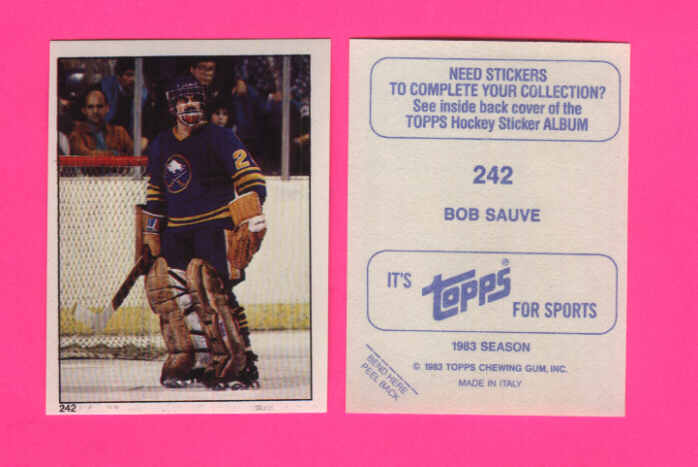 2
242
NEED STICKERS
TO COMPLETE YOUR COLLECTION?
See inside back cover of the
TOPPS Hockey Sticker ALBUM
242
BOB SAUVE
IT'S topps® FOR SPORTS
1983 SEASON
© 1983 TOPPS CHEWING GUM, INC.
MADE IN ITALY
BEND HERE
PEEL BACK